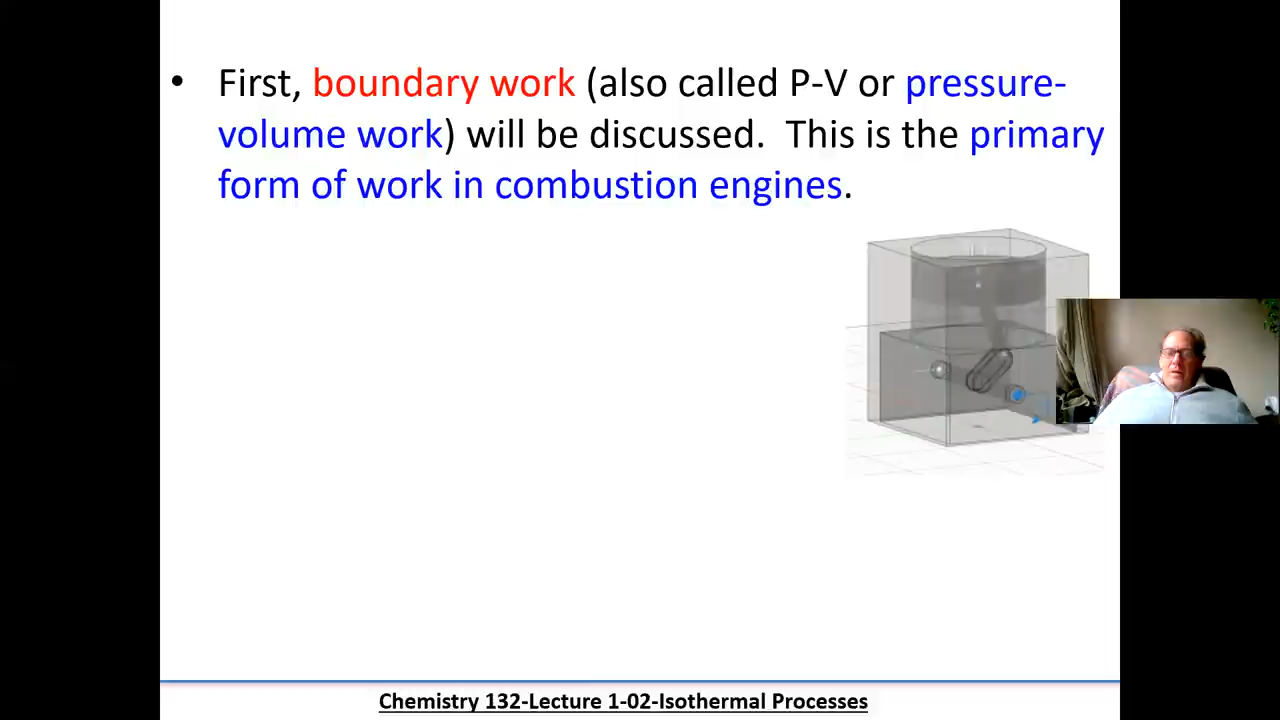 • First, boundary work (also called P-V or pressure-
volume work) will be discussed.  This is the primary
form of work in combustion engines.
Chemistry 132-Lecture 1-02-Isothermal Processes